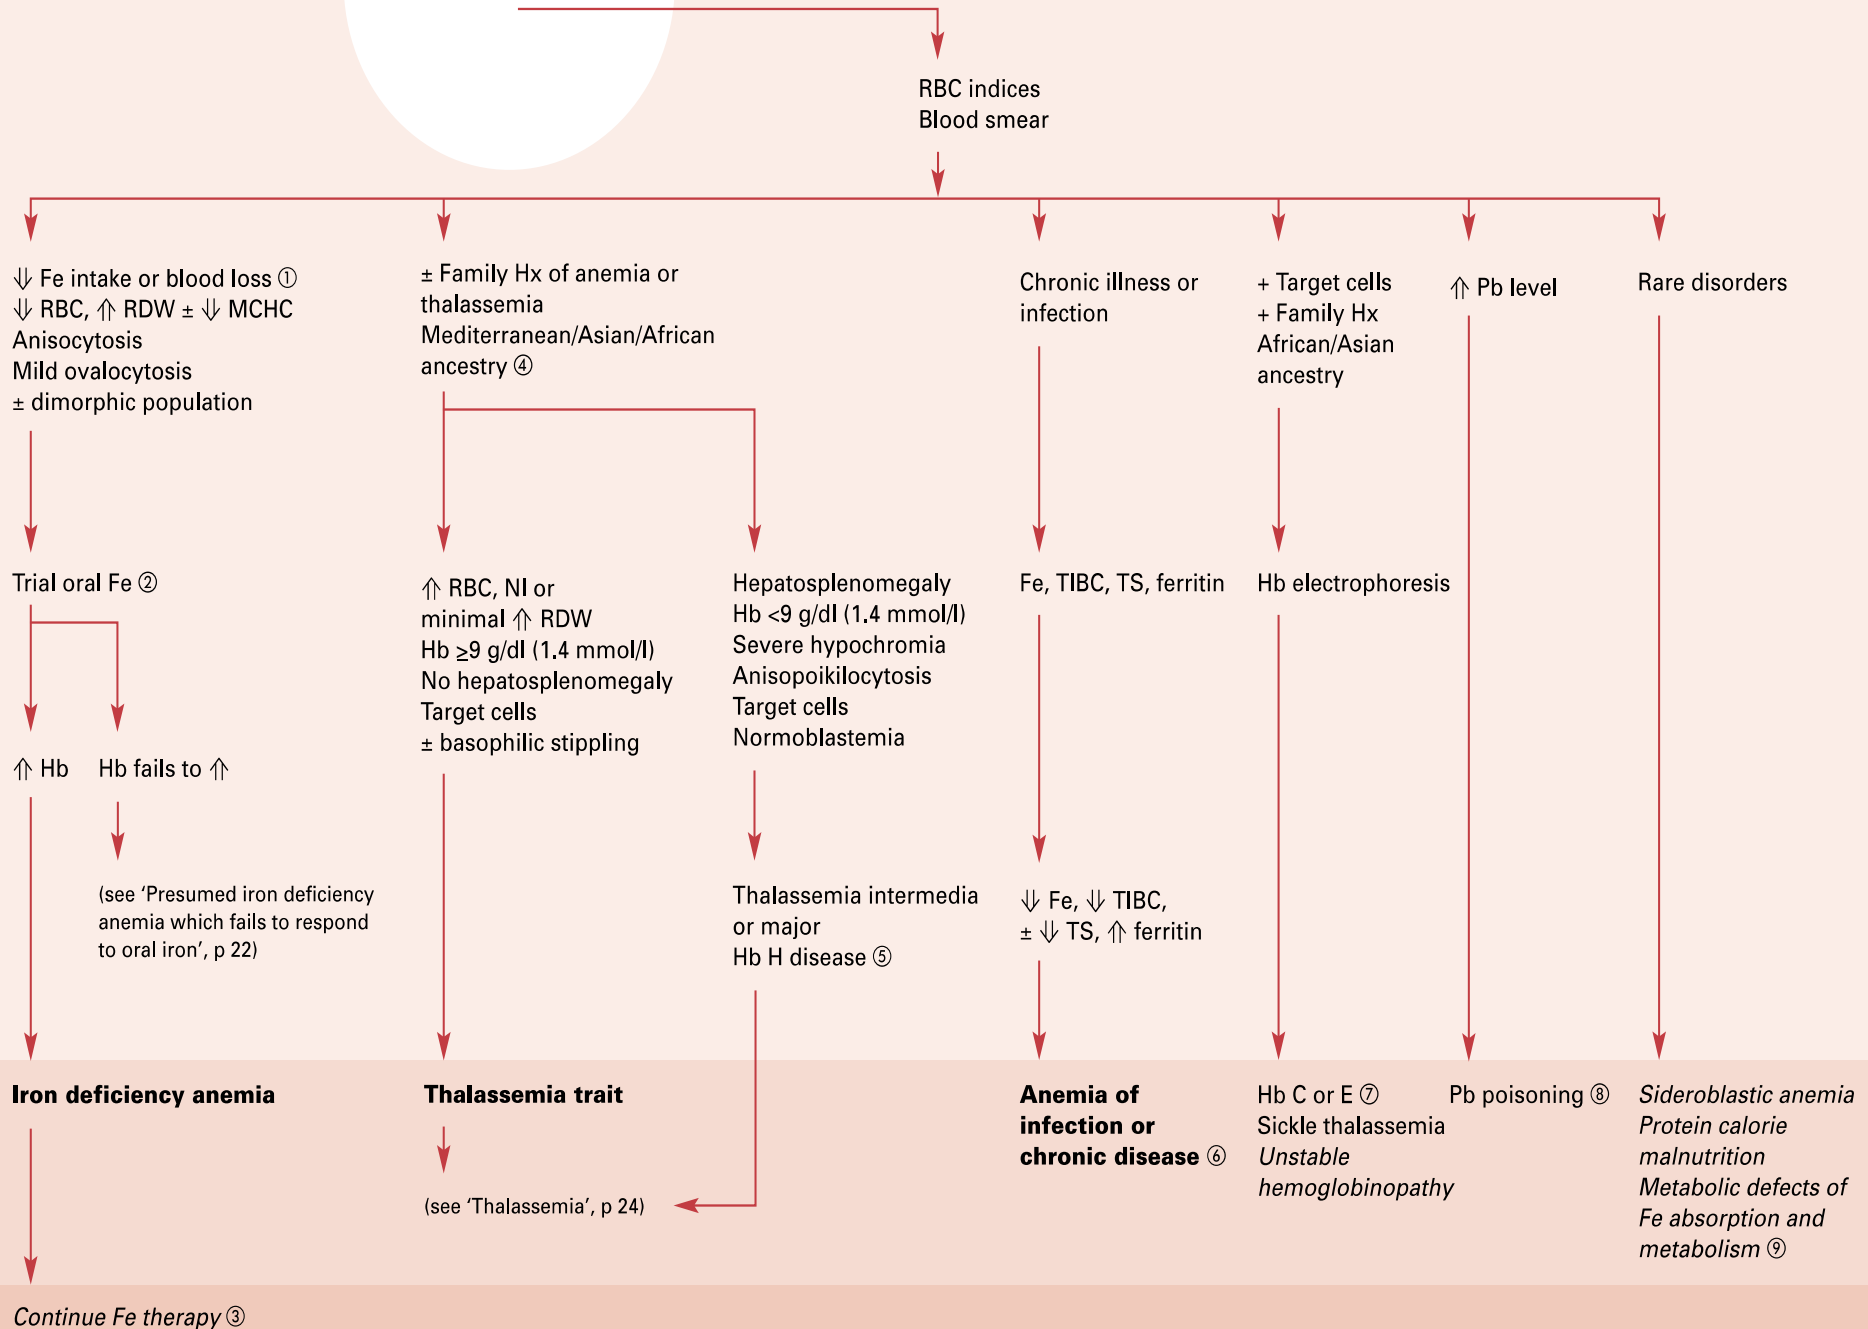 RBC indices
Blood smear
⇓ Fe intake or blood loss ①
⇓ RBC, ⇑ RDW ± ⇓ MCHC
Anisocytosis
Mild ovalocytosis
± dimorphic population
± Family Hx of anemia or
thalassemia
Mediterranean/Asian/African
ancestry ④
Chronic illness or
infection
+ Target cells
+ Family Hx
African/Asian
ancestry
⇑ Pb level
Rare disorders
Trial oral Fe ②
⇑ RBC, Nl or
minimal ⇑ RDW
Hb ≥9 g/dl (1.4 mmol/l)
No hepatosplenomegaly
Target cells
± basophilic stippling
Hepatosplenomegaly
Hb <9 g/dl (1.4 mmol/l)
Severe hypochromia
Anisopoikilocytosis
Target cells
Normoblastemia
Fe, TIBC, TS, ferritin
Hb electrophoresis
⇑ Hb
Hb fails to ⇑
(see ‘Presumed iron deficiency
anemia which fails to respond
to oral iron’, p 22)
Thalassemia intermedia
or major
Hb H disease ⑤
⇓ Fe, ⇓ TIBC,
± ⇓ TS, ⇑ ferritin
Iron deficiency anemia
Thalassemia trait
(see ‘Thalassemia’, p 24)
Anemia of
infection or
chronic disease ⑥
Hb C or E ⑦
Sickle thalassemia
Unstable
hemoglobinopathy
Pb poisoning ⑧
Sideroblastic anemia
Protein calorie
malnutrition
Metabolic defects of
Fe absorption and
metabolism ⑨
Continue Fe therapy ③